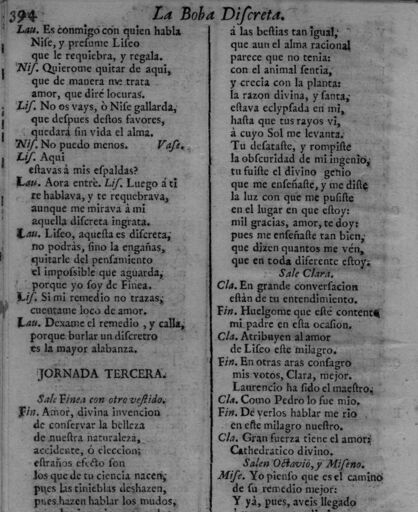 394 La Boba Discreta.
Lau. Es conmigo con quien habla
Nise, y presume Liseo
que le requiebra, y regala.
Nis. Quierome quitar de aqui,
que de manera me trata
amor, que diré locuras.
Lis. No os vays, ò Nise gallarda,
que despues destos favores,
quedará sin vida el alma.
Nis. No puedo menos. Vase.
Lis. Aqui
estavas à mis espaldas?
Lau. Aora entrè. Lis. Luego á ti
te hablava, y te requebrava,
aunque me mirava à mi
aquella discreta ingrata.
Lau. Liseo, aquesta es discreta,
no podrás, sino la engañas,
quitarle del pensamiento
el impossible que aguarda,
porque yo soy de Finea.
Lis. Si mi remedio no trazas,
cuentame loco de amor.
Lau. Dexame el remedio, y calla,
porque burlar un discreto
es la mayor alabanza.
JORNADA TERCERA.
Sale Finea con otro vestido.
Fin. Amor, divina invencion
de conservar la belleza
de nuestra naturaleza,
accidente, ó eleccion;
estraños efecto son
los que de tu ciencia nacen,
pues las tinieblas deshazen,
pues hazen hablar los mudos,
á las bestias tan igual,
que aun el alma racional
parece que no tenia:
con el animal sentia,
y crecia con la planta:
la razon divina, y santa,
estava eclypsada en mi,
hasta que tus rayos vi,
à cuyo Sol me levanta.
Tu desataste, y rompiste
la obscuridad de mi ingenio,
tu fuiste el divino genio
que me enseñaste, y me diste
la luz con que me pusiste
en el lugar en que estoy:
mil gracias, amor, te doy:
pues me enseñaste tan bien,
que dizen quantos me vén,
que en toda diferente estoy.
Sale Clara.
Cla. En grande conversacion
están de tu entendimiento.
Fin. Huelgome que esté contento
mi padre en esta ocasion.
Cla. Atribuyen al amor
de Liseo este milagro.
Fin. En otras aras consagro
mis votos, Clara, mejor.
Laurencio ha sido el maestro.
Cla. Como Pedro lo fue mio.
Fin. De verlos hablar me rio
en este milagro nuestro.
Cla. Gran fuerza tiene el amor:
Cathedratico divino.
Salen Octavio, y Miseno.
Mise. Yo pienso que es el camino
de su remedio mejor:
Y yà, pues, aveis llegado